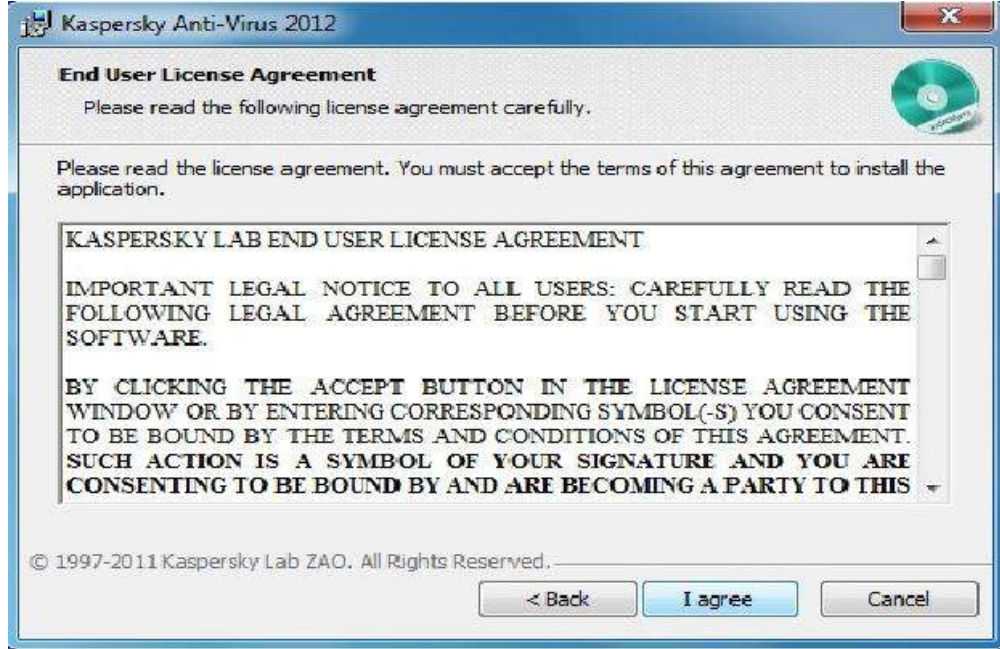 Kaspersky Anti-Virus 2012
End User License Agreement
Please read the following license agreement carefully.
Please read the license agreement. You must accept the terms of this agreement to install the
application.
KASPERSKY LAB END USER LICENSE AGREEMENT
IMPORTANT LEGAL NOTICE TO ALL USERS: CAREFULLY READ THE
FOLLOWING LEGAL AGREEMENT BEFORE YOU START USING THE
SOFTWARE.
BY CLICKING THE ACCEPT BUTTON IN THE LICENSE AGREEMENT
WINDOW OR BY ENTERING CORRESPONDING SYMBOL(-S) YOU CONSENT
TO BE BOUND BY THE TERMS AND CONDITIONS OF THIS AGREEMENT.
SUCH ACTION IS A SYMBOL OF YOUR SIGNATURE AND YOU ARE
CONSENTING TO BE BOUND BY AND ARE BECOMING A PARTY TO THIS
© 1997-2011 Kaspersky Lab ZAO. All Rights Reserved.
< Back I agree Cancel